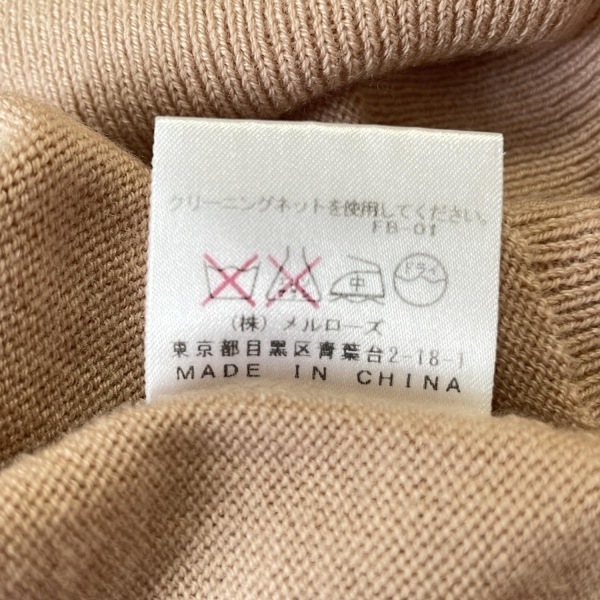 クリーニングネットを使用してください。
FB-01
中 ドライ
(株) メルローズ
東京都目黒区青葉台2-18-1
MADE IN CHINA